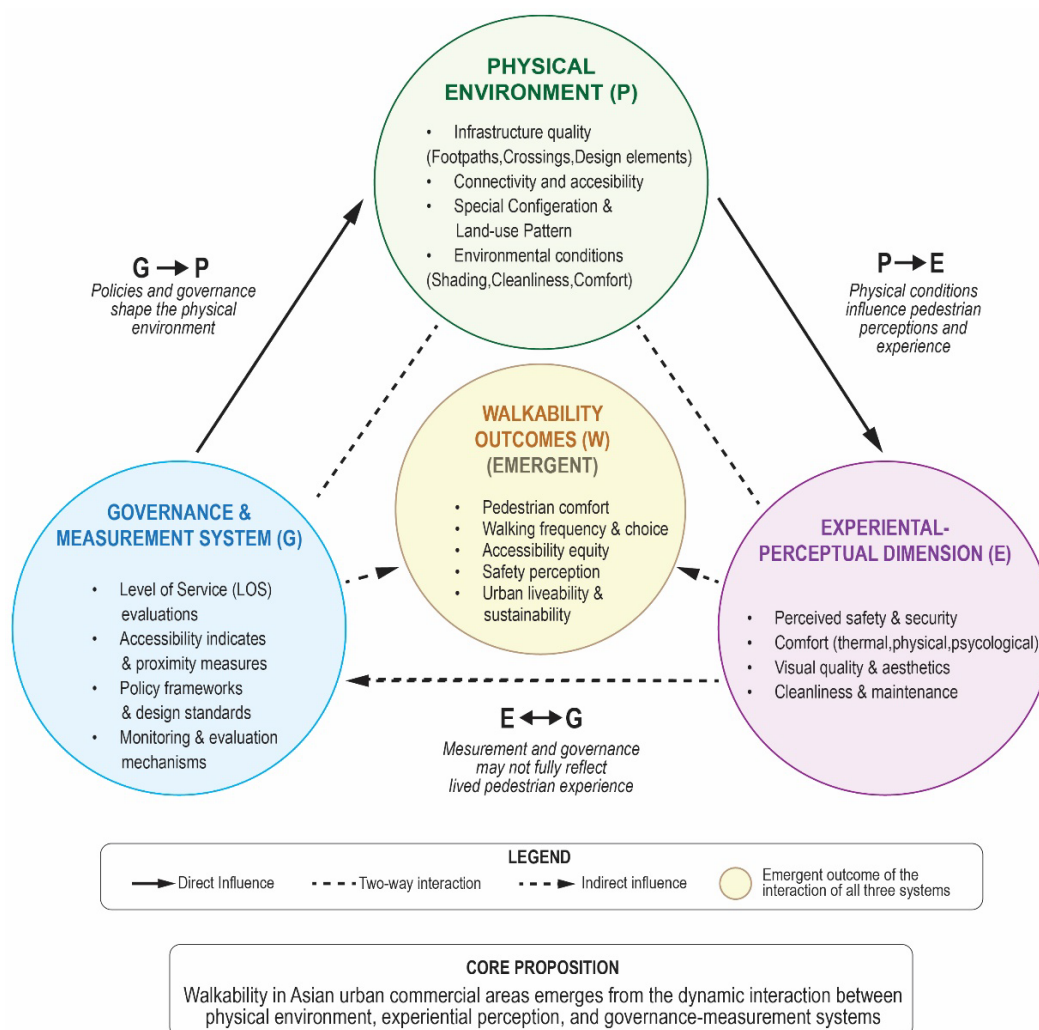 PHYSICAL
ENVIRONMENT (P)
• Infrastructure quality
(Footpaths,Crossings,Design elements)
• Connectivity and accesibility
• Special Configeration &
Land-use Pattern
• Environmental conditions
(Shading,Cleanliness,Comfort)
G → P
Policies and governance
shape the physical
environment
P → E
Physical conditions
influence pedestrian
perceptions and
experience
WALKABILITY
OUTCOMES (W)
(EMERGENT)
• Pedestrian comfort
• Walking frequency & choice
• Accessibility equity
• Safety perception
• Urban liveability &
sustainability
GOVERNANCE &
MEASUREMENT SYSTEM (G)
• Level of Service (LOS)
evaluations
• Accessibility indicates
& proximity measures
• Policy frameworks
& design standards
• Monitoring & evaluation
mechanisms
EXPERIENTIAL-
PERCEPTUAL DIMENSION (E)
• Perceived safety & security
• Comfort (thermal,physical,psycological)
• Visual quality & aesthetics
• Cleanliness & maintenance
E ↔ G
Mesurement and governance
may not fully reflect
lived pedestrian experience
LEGEND
Direct Influence
Two-way interaction
Indirect influence
Emergent outcome of the
interaction of all three systems
CORE PROPOSITION
Walkability in Asian urban commercial areas emerges from the dynamic interaction between
physical environment, experiential perception, and governance-measurement systems